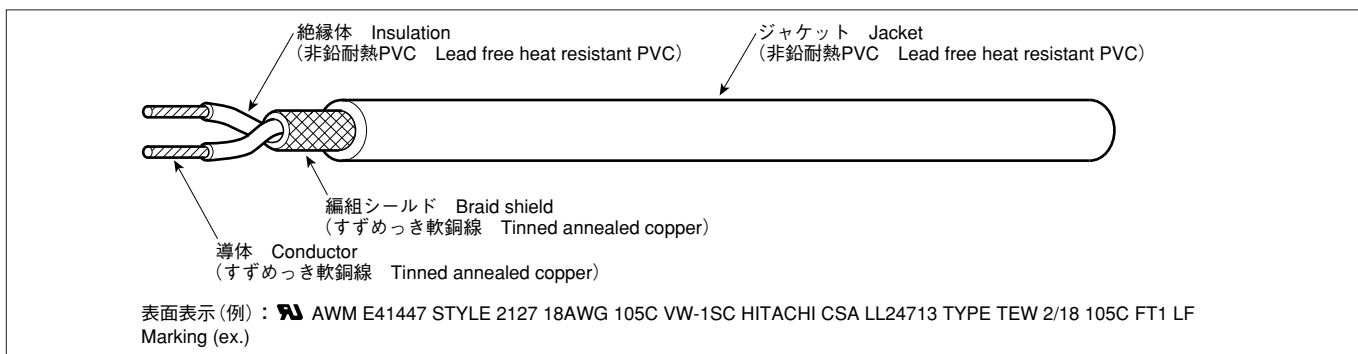 絶縁体 Insulation
(非鉛耐熱PVC Lead free heat resistant PVC)
ジャケット Jacket
(非鉛耐熱PVC Lead free heat resistant PVC)
編組シールド Braid shield
(すずめっき軟銅線 Tinned annealed copper)
導体 Conductor
(すずめっき軟銅線 Tinned annealed copper)
表面表示(例): RU AWM E41447 STYLE 2127 18AWG 105C VW-1SC HITACHI CSA LL24713 TYPE TEW 2/18 105C FT1 LF
Marking (ex.)